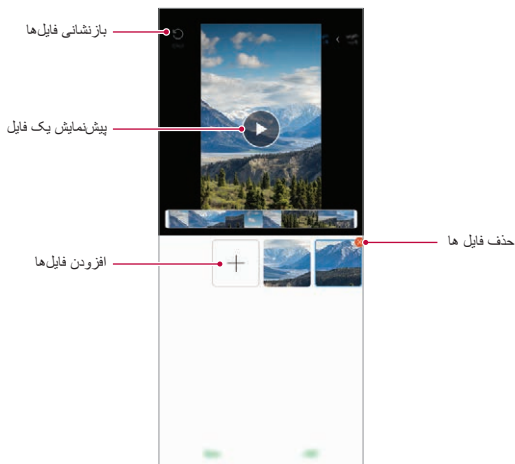 بازنشانی فایل‌ها
پیش‌نمایش یک فایل
حذف فایل ها
افزودن فایل‌ها